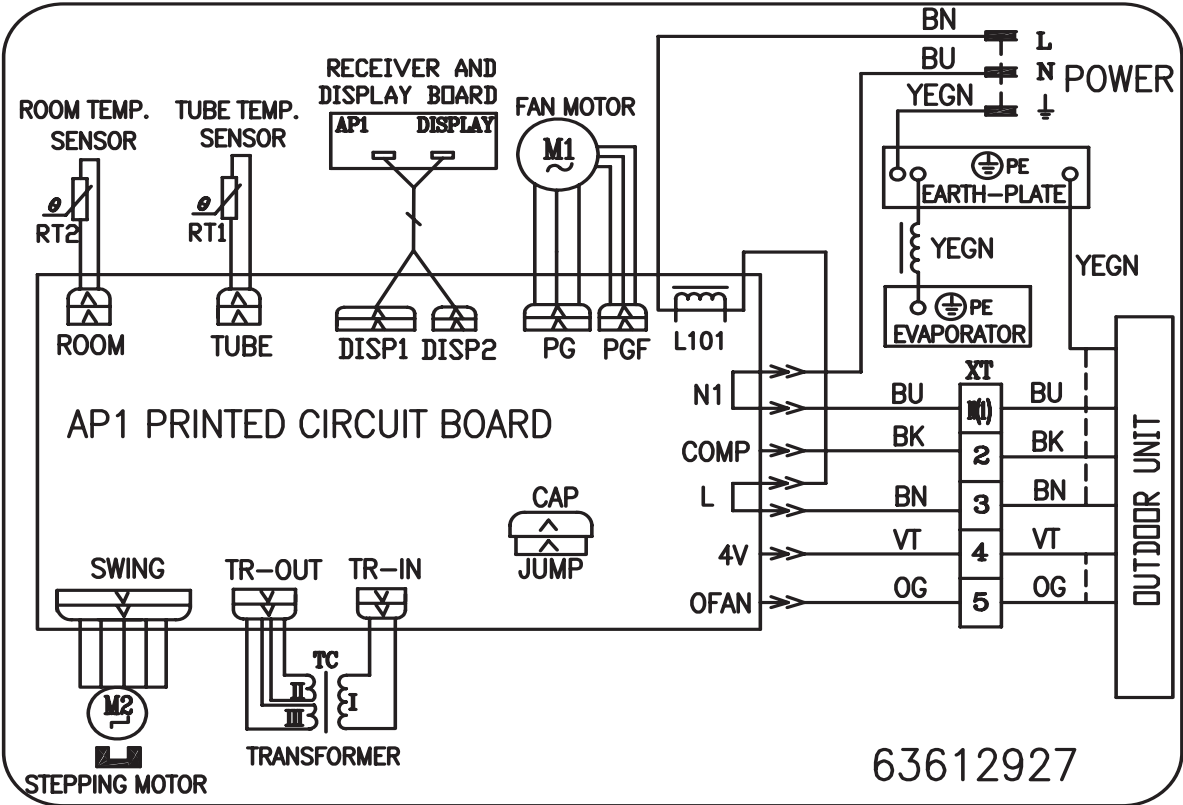 BN
L
BU
N
POWER
YEGN
RECEIVER AND
DISPLAY BOARD
AP1 DISPLAY
ROOM TEMP.
SENSOR
TUBE TEMP.
SENSOR
FAN MOTOR
M1
θ
RT2
θ
RT1
PE
EARTH-PLATE
YEGN
YEGN
PE
EVAPORATOR
ROOM
TUBE
DISP1
DISP2
PG
PGF
L101
XT
N1
BU
N(1)
BU
AP1 PRINTED CIRCUIT BOARD
COMP
BK
2
BK
L
BN
3
BN
CAP
JUMP
4V
VT
4
VT
OFAN
OG
5
OG
OUTDOOR UNIT
SWING
TR-OUT
TR-IN
TC
II
III
I
M2
TRANSFORMER
STEPPING MOTOR
63612927